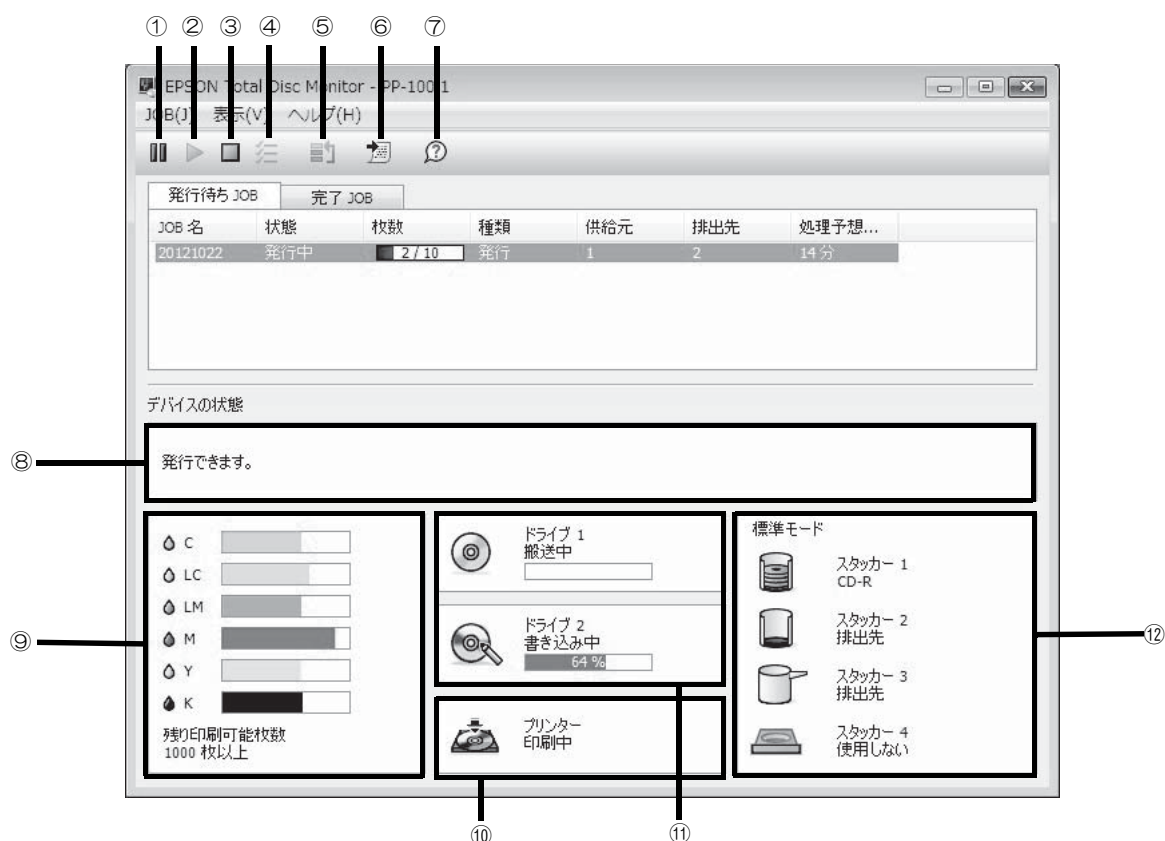 ① ② ③ ④ ⑤ ⑥ ⑦
EPSON Total Disc Monitor - PP-100 1
JOB(J) 表示(V) ヘルプ(H)
発行待ち JOB 完了 JOB
JOB 名 状態 枚数 種類 供給元 排出先 処理予想...
20121022 発行中 2 / 10 発行 1 2 14 分
デバイスの状態
⑧
発行できます。
⑨
C
LC
LM
M
Y
K
残り印刷可能枚数
1000 枚以上
ドライブ 1
搬送中
ドライブ 2
書き込み中
64 %
プリンター
印刷中
標準モード
スタッカー 1
CD-R
スタッカー 2
排出先
スタッカー 3
排出先
スタッカー 4
使用しない
⑫
⑩ ⑪